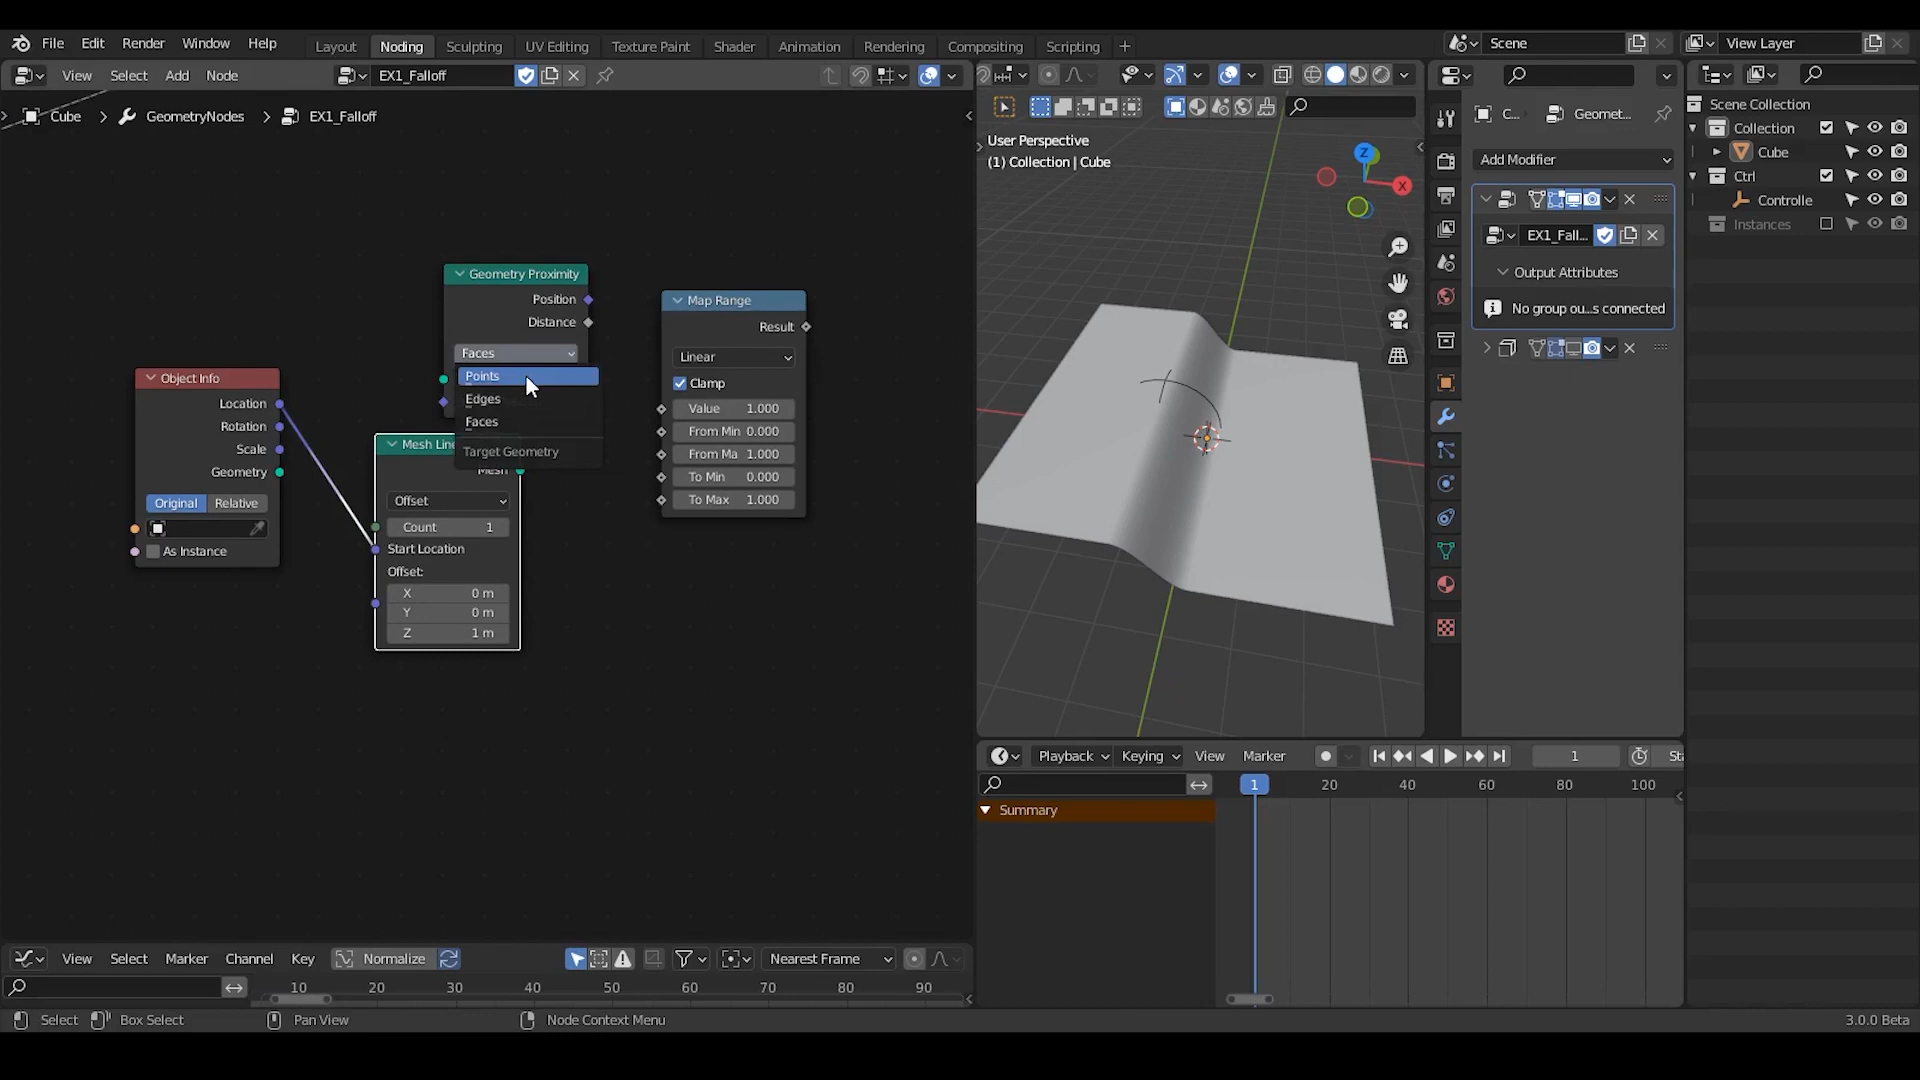 File Edit Render Window Help
Layout Noding Sculpting UV Editing Texture Paint Shader Animation Rendering Compositing Scripting +
Scene
View Layer
View Select Add Node
EX1_Falloff
Cube > GeometryNodes > EX1_Falloff
User Perspective
(1) Collection | Cube
Z
X
C...
Geomet...
Add Modifier
EX1_Fall...
Output Attributes
No group ou...s connected
Scene Collection
Collection
Cube
Ctrl
Controlle
Instances
Geometry Proximity
Position
Distance
Faces
Points
Edges
Faces
Target Geometry
Map Range
Result
Linear
Clamp
Value 1.000
From Min 0.000
From Ma 1.000
To Min 0.000
To Max 1.000
Object Info
Location
Rotation
Scale
Geometry
Original Relative
As Instance
Mesh Line
Mesh
Offset
Count 1
Start Location
Offset:
X 0 m
Y 0 m
Z 1 m
Playback Keying View Marker
1
Sta
1 20 40 60 80 100
Summary
View Select Marker Channel Key Normalize Nearest Frame
10 20 30 40 50 60 70 80 90
Select Box Select Pan View Node Context Menu
3.0.0 Beta